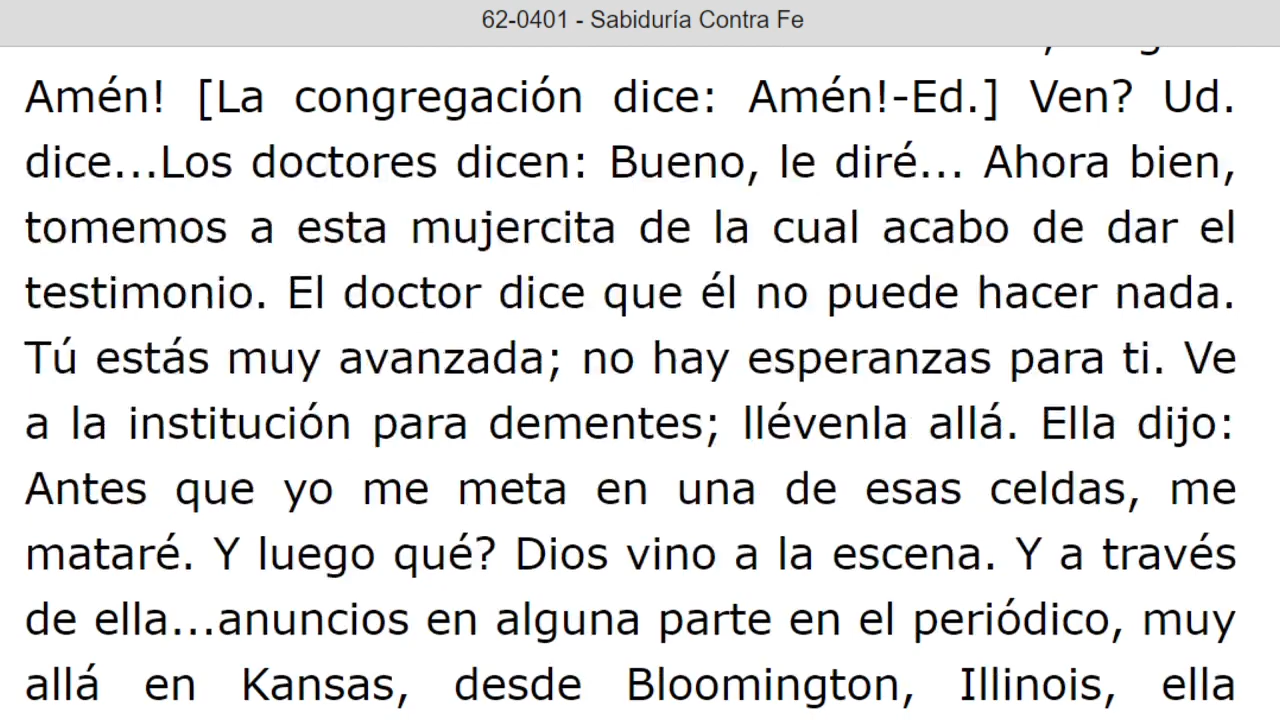 62-0401 - Sabiduría Contra Fe
Amén! [La congregación dice: Amén!-Ed.] Ven? Ud.
dice...Los doctores dicen: Bueno, le diré... Ahora bien,
tomemos a esta mujercita de la cual acabo de dar el
testimonio. El doctor dice que él no puede hacer nada.
Tú estás muy avanzada; no hay esperanzas para ti. Ve
a la institución para dementes; llévenla allá. Ella dijo:
Antes que yo me meta en una de esas celdas, me
mataré. Y luego qué? Dios vino a la escena. Y a través
de ella...anuncios en alguna parte en el periódico, muy
allá en Kansas, desde Bloomington, Illinois, ella